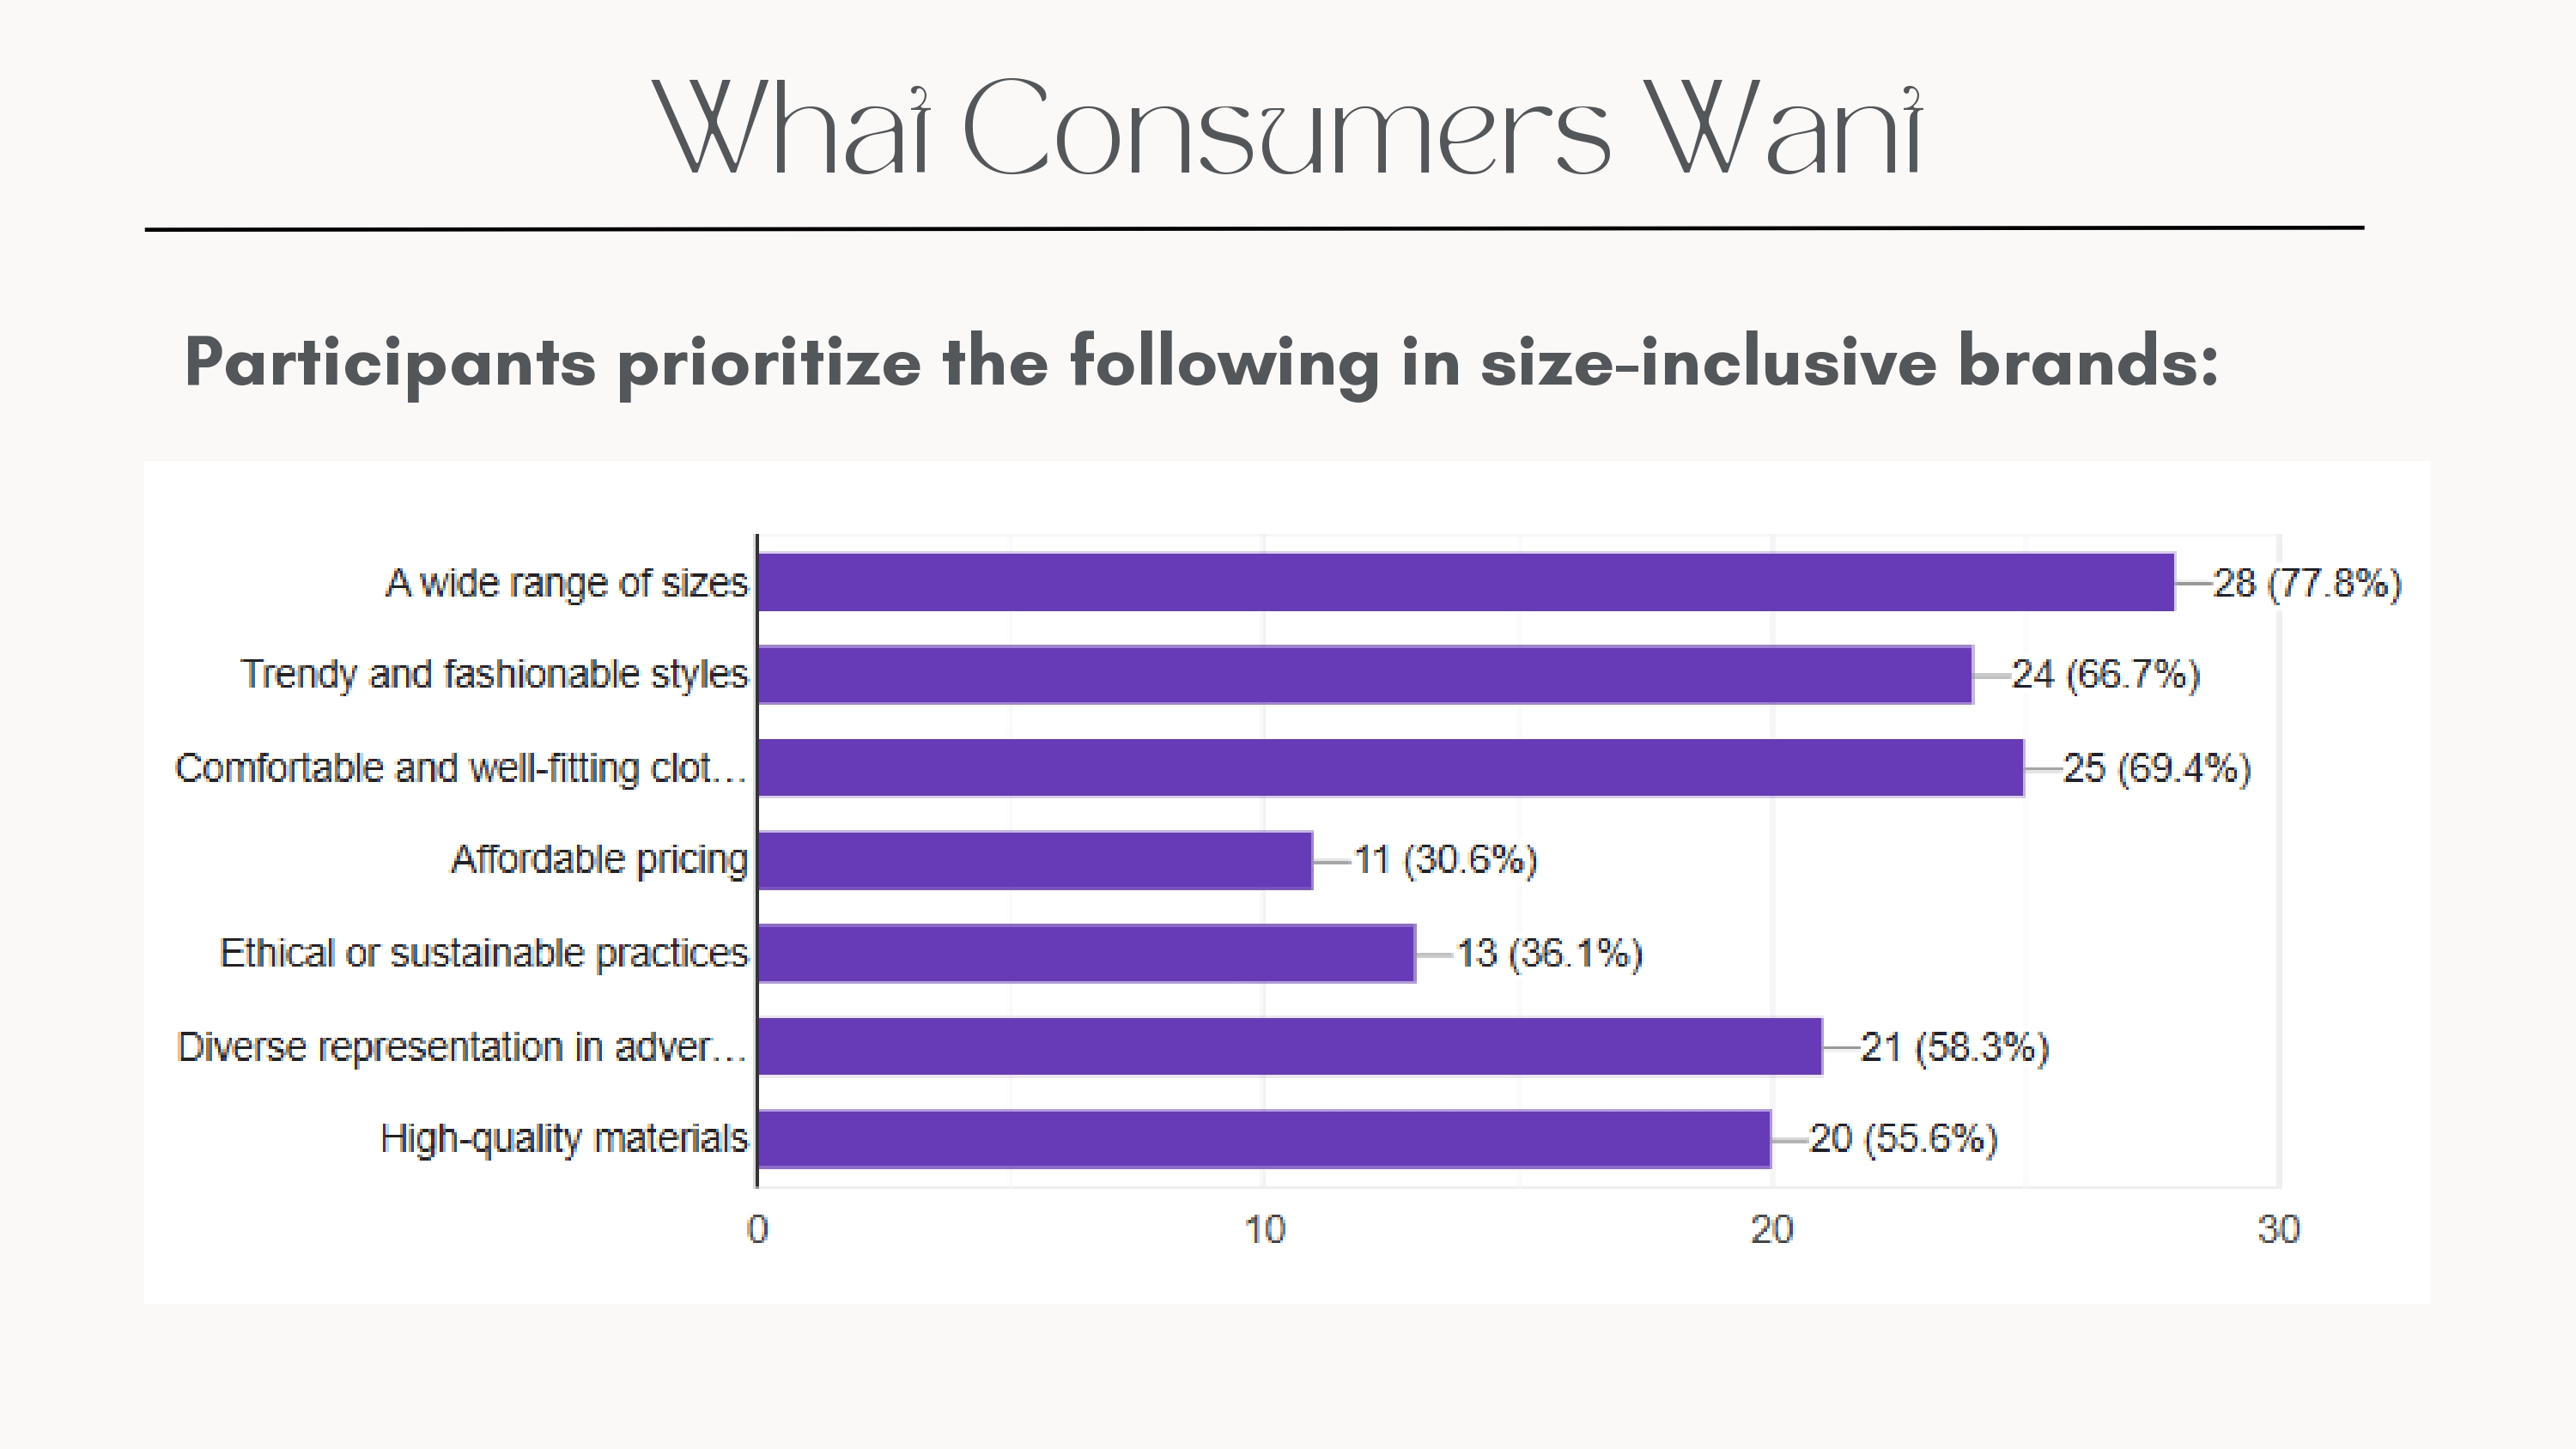 What Consumers Want
Participants prioritize the following in size-inclusive brands:
A wide range of sizes 28 (77.8%)
Trendy and fashionable styles 24 (66.7%)
Comfortable and well-fitting clot... 25 (69.4%)
Affordable pricing 11 (30.6%)
Ethical or sustainable practices 13 (36.1%)
Diverse representation in adver... 21 (58.3%)
High-quality materials 20 (55.6%)
0 10 20 30